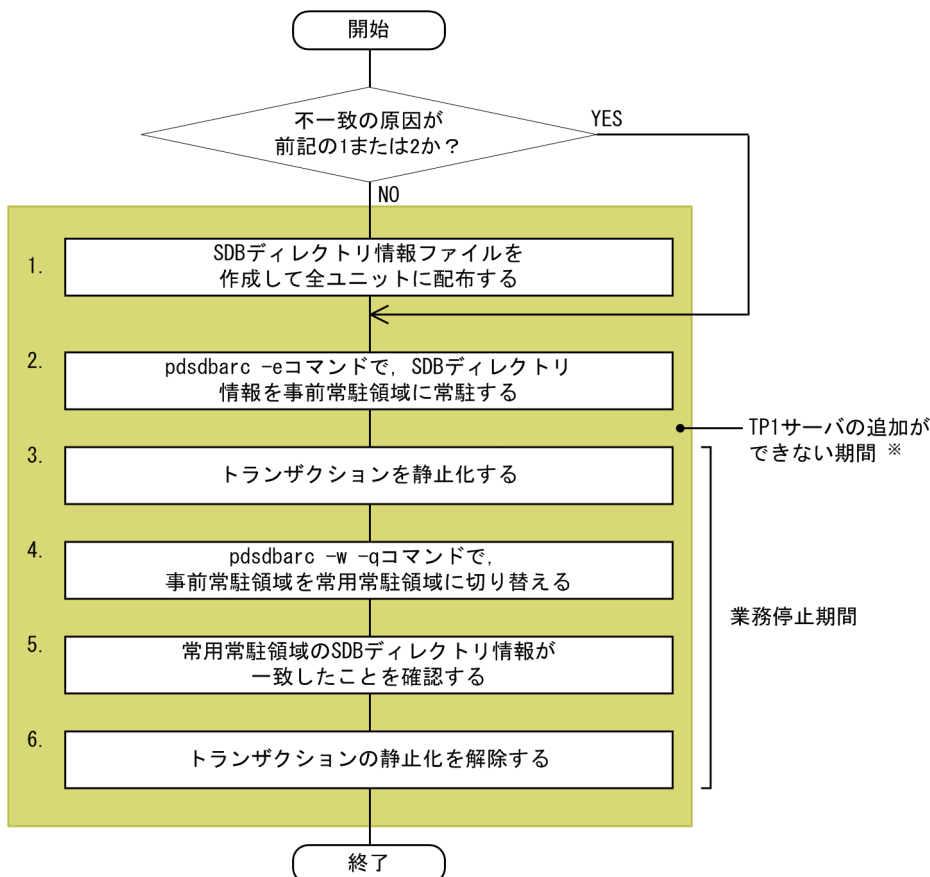 開始
不一致の原因が
前記の1または2か？
YES
NO
1.
SDBディレクトリ情報ファイルを
作成して全ユニットに配布する
2.
pdsdbarc -eコマンドで，SDBディレクトリ
情報を事前常駐領域に常駐する
TP1サーバの追加が
できない期間 ※
3.
トランザクションを静止化する
4.
pdsdbarc -w -qコマンドで，
事前常駐領域を常用常駐領域に切り替える
業務停止期間
5.
常用常駐領域のSDBディレクトリ情報が
一致したことを確認する
6.
トランザクションの静止化を解除する
終了